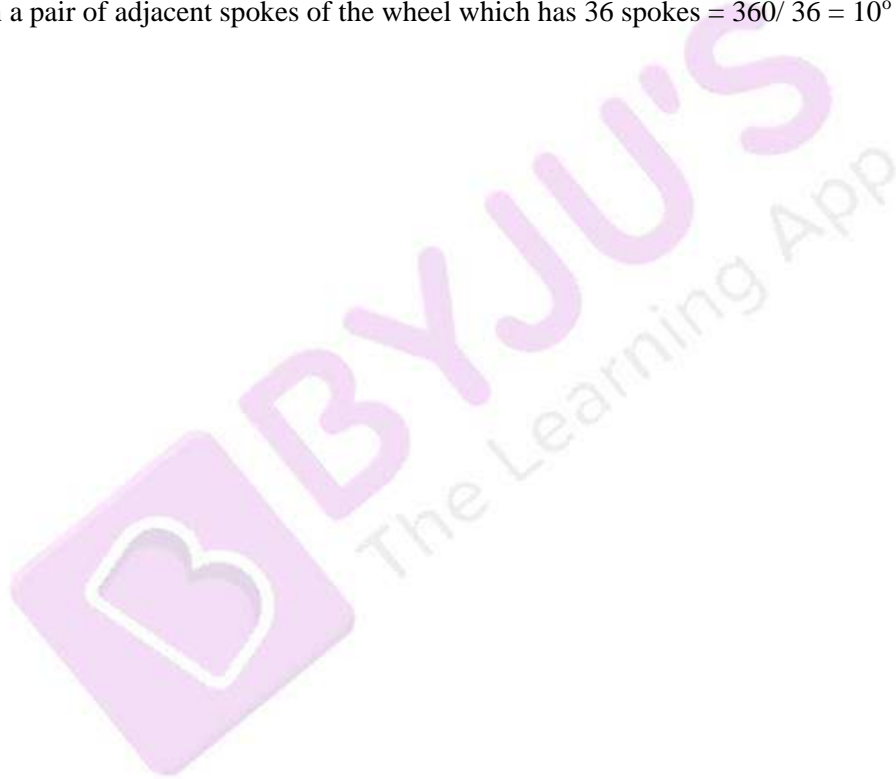 a pair of adjacent spokes of the wheel which has 36 spokes = 360/ 36 = 10°
BYJU'S
The Learning App